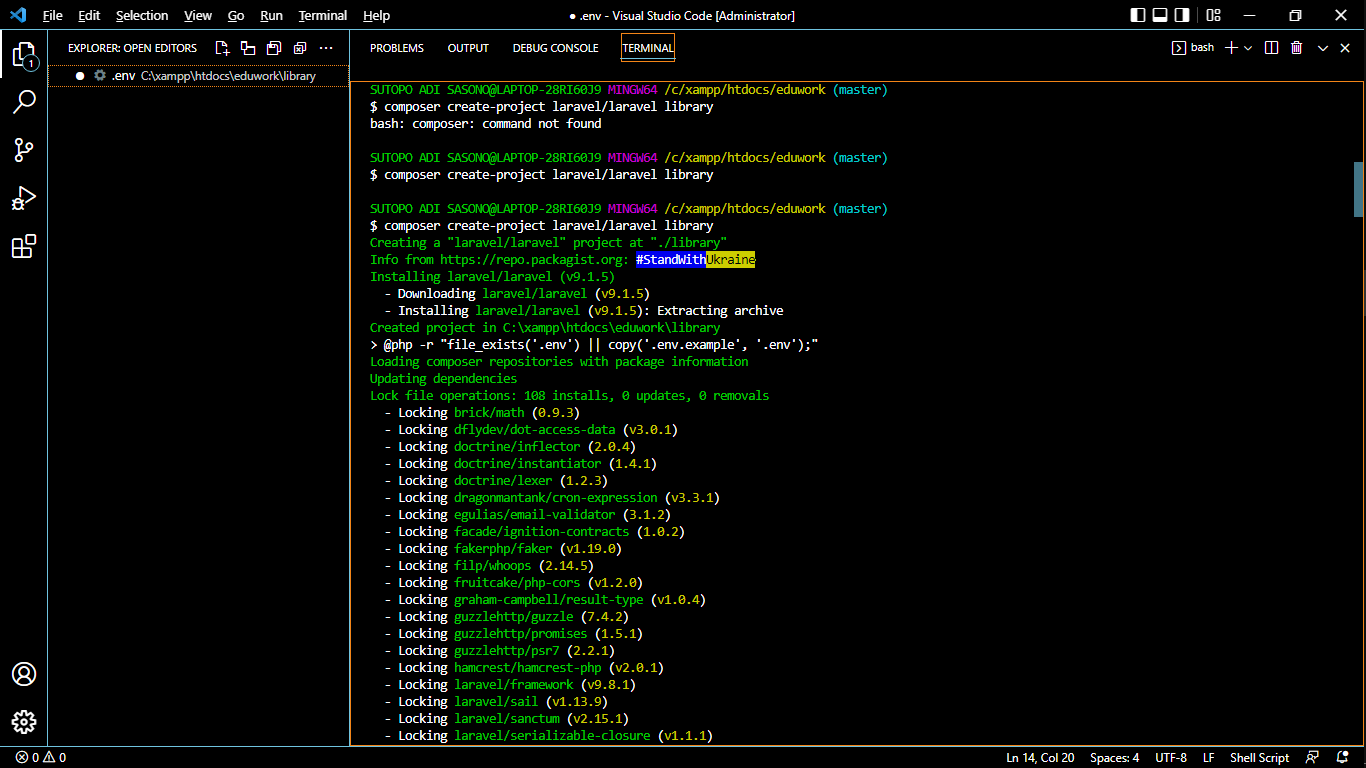 File Edit Selection View Go Run Terminal Help
● .env - Visual Studio Code [Administrator]
EXPLORER: OPEN EDITORS
1
● .env C:\xampp\htdocs\eduwork\library
PROBLEMS OUTPUT DEBUG CONSOLE TERMINAL
bash
SUTOPO ADI SASONO@LAPTOP-28RI60J9 MINGW64 /c/xampp/htdocs/eduwork (master)
$ composer create-project laravel/laravel library
bash: composer: command not found
SUTOPO ADI SASONO@LAPTOP-28RI60J9 MINGW64 /c/xampp/htdocs/eduwork (master)
$ composer create-project laravel/laravel library
SUTOPO ADI SASONO@LAPTOP-28RI60J9 MINGW64 /c/xampp/htdocs/eduwork (master)
$ composer create-project laravel/laravel library
Creating a "laravel/laravel" project at "./library"
Info from https://repo.packagist.org: #StandWithUkraine
Installing laravel/laravel (v9.1.5)
- Downloading laravel/laravel (v9.1.5)
- Installing laravel/laravel (v9.1.5): Extracting archive
Created project in C:\xampp\htdocs\eduwork\library
> @php -r "file_exists('.env') || copy('.env.example', '.env');"
Loading composer repositories with package information
Updating dependencies
Lock file operations: 108 installs, 0 updates, 0 removals
- Locking brick/math (0.9.3)
- Locking dflydev/dot-access-data (v3.0.1)
- Locking doctrine/inflector (2.0.4)
- Locking doctrine/instantiator (1.4.1)
- Locking doctrine/lexer (1.2.3)
- Locking dragonmantank/cron-expression (v3.3.1)
- Locking egulias/email-validator (3.1.2)
- Locking facade/ignition-contracts (1.0.2)
- Locking fakerphp/faker (v1.19.0)
- Locking filp/whoops (2.14.5)
- Locking fruitcake/php-cors (v1.2.0)
- Locking graham-campbell/result-type (v1.0.4)
- Locking guzzlehttp/guzzle (7.4.2)
- Locking guzzlehttp/promises (1.5.1)
- Locking guzzlehttp/psr7 (2.2.1)
- Locking hamcrest/hamcrest-php (v2.0.1)
- Locking laravel/framework (v9.8.1)
- Locking laravel/sail (v1.13.9)
- Locking laravel/sanctum (v2.15.1)
- Locking laravel/serializable-closure (v1.1.1)
0 0
Ln 14, Col 20 Spaces: 4 UTF-8 LF Shell Script